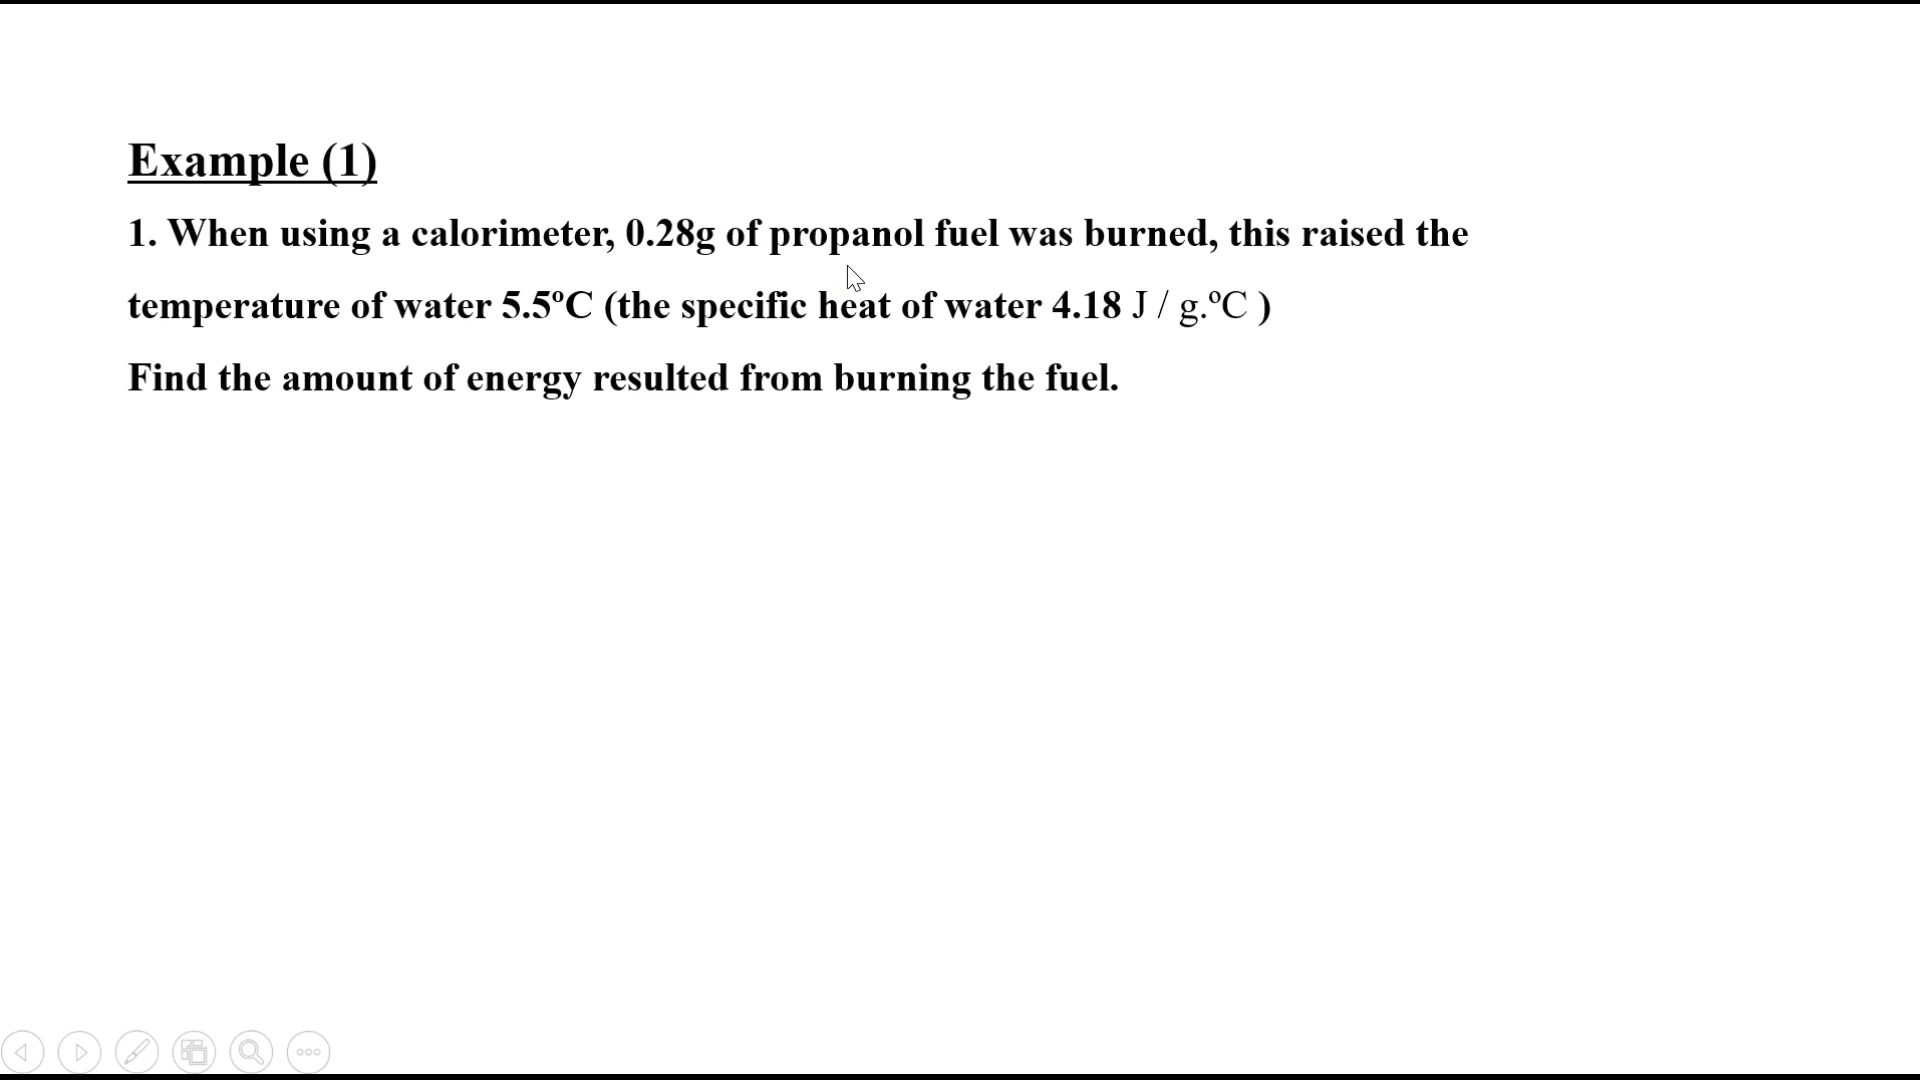 Example (1)
1. When using a calorimeter, 0.28g of propanol fuel was burned, this raised the
temperature of water 5.5ºC (the specific heat of water 4.18 J / g.ºC )
Find the amount of energy resulted from burning the fuel.